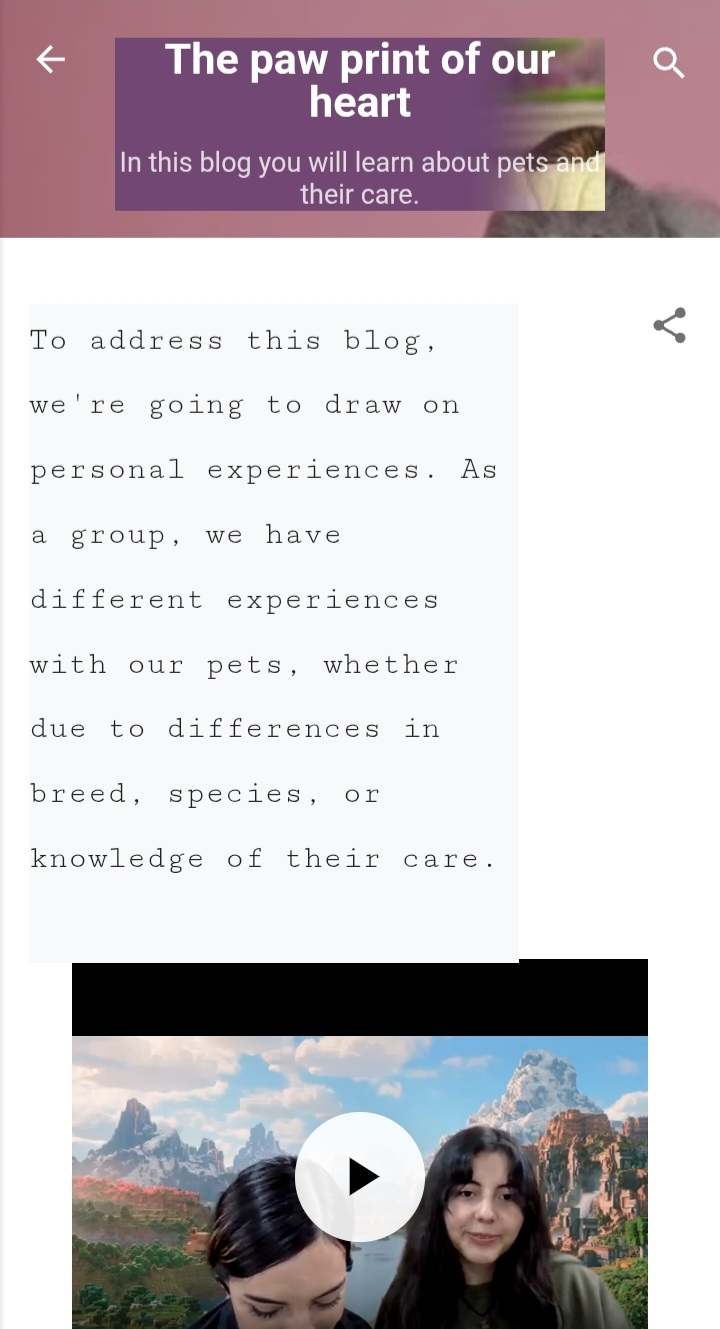 The paw print of our
heart
In this blog you will learn about pets and
their care.
To address this blog,
we're going to draw on
personal experiences. As
a group, we have
different experiences
with our pets, whether
due to differences in
breed, species, or
knowledge of their care.